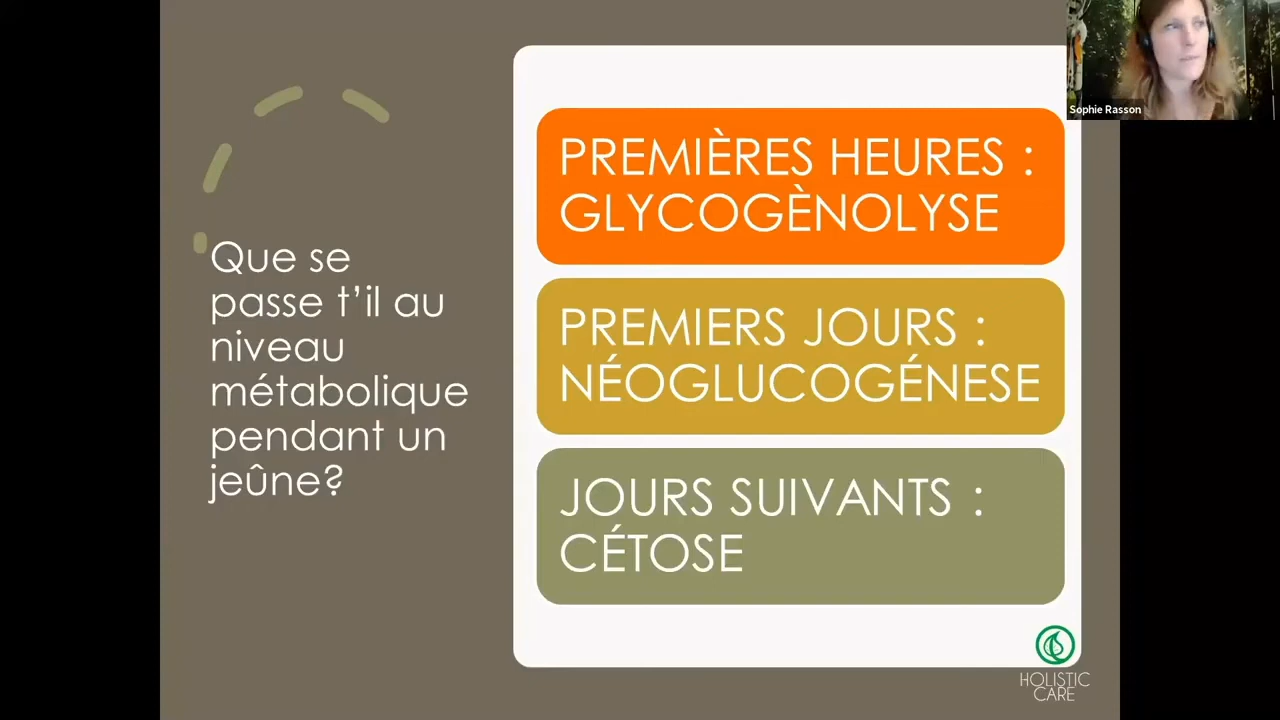 Que se
passe t’il au
niveau
métabolique
pendant un
jeûne?
PREMIÈRES HEURES :
GLYCOGÈNOLYSE
PREMIERS JOURS :
NÉOGLUCOGÉNESE
JOURS SUIVANTS :
CÉTOSE
Sophie Rasson
HOLISTIC
CARE